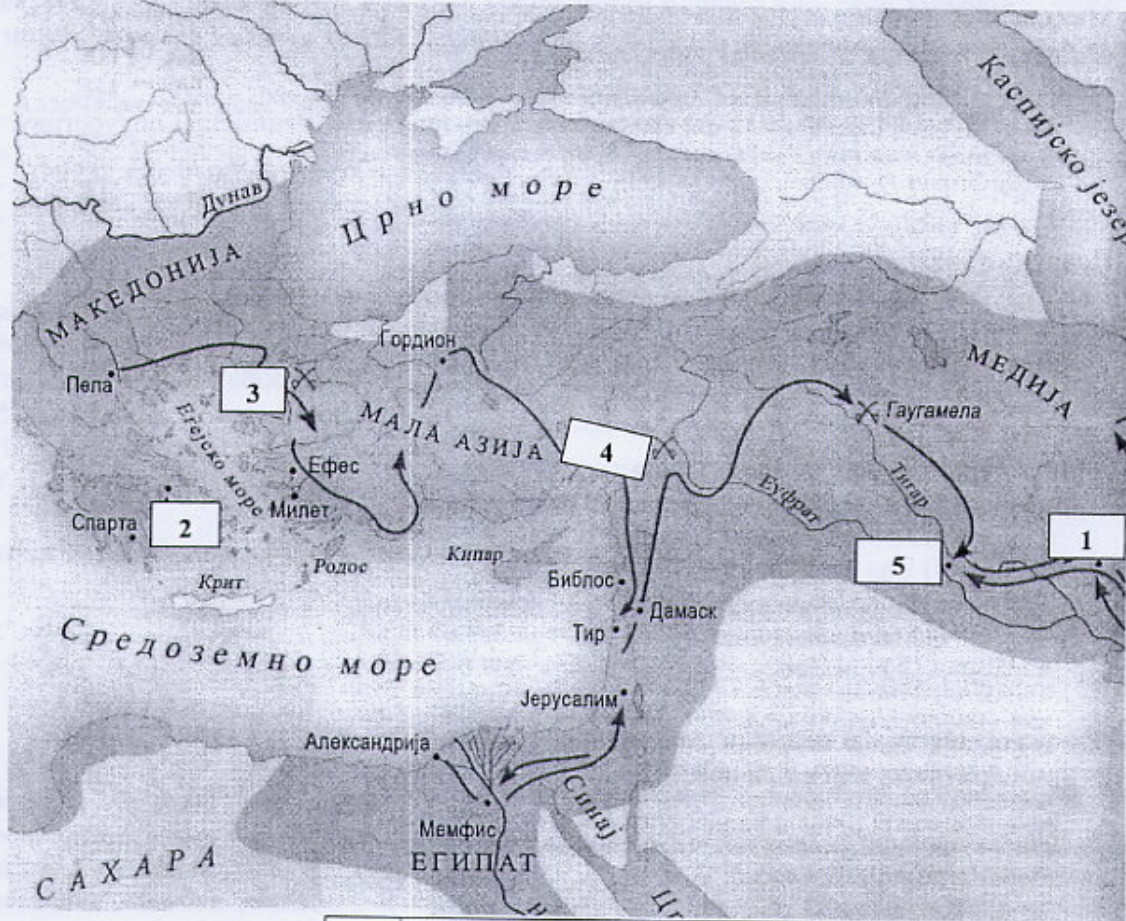 Каспијско језер
Дунав
Црно море
МАКЕДОНИЈА
Гордион
МЕДИЈА
Пела
3
Гаугамела
Егејско море
МАЛА АЗИЈА
4
Ефес
Тигар
Милет
Еуфрат
Спарта
2
1
Родос
Кипар
5
Крит
Библос
Дамаск
Тир
Средоземно море
Јерусалим
Александрија
Синај
Мемфис
ЕГИПАТ
САХАРА
Цр